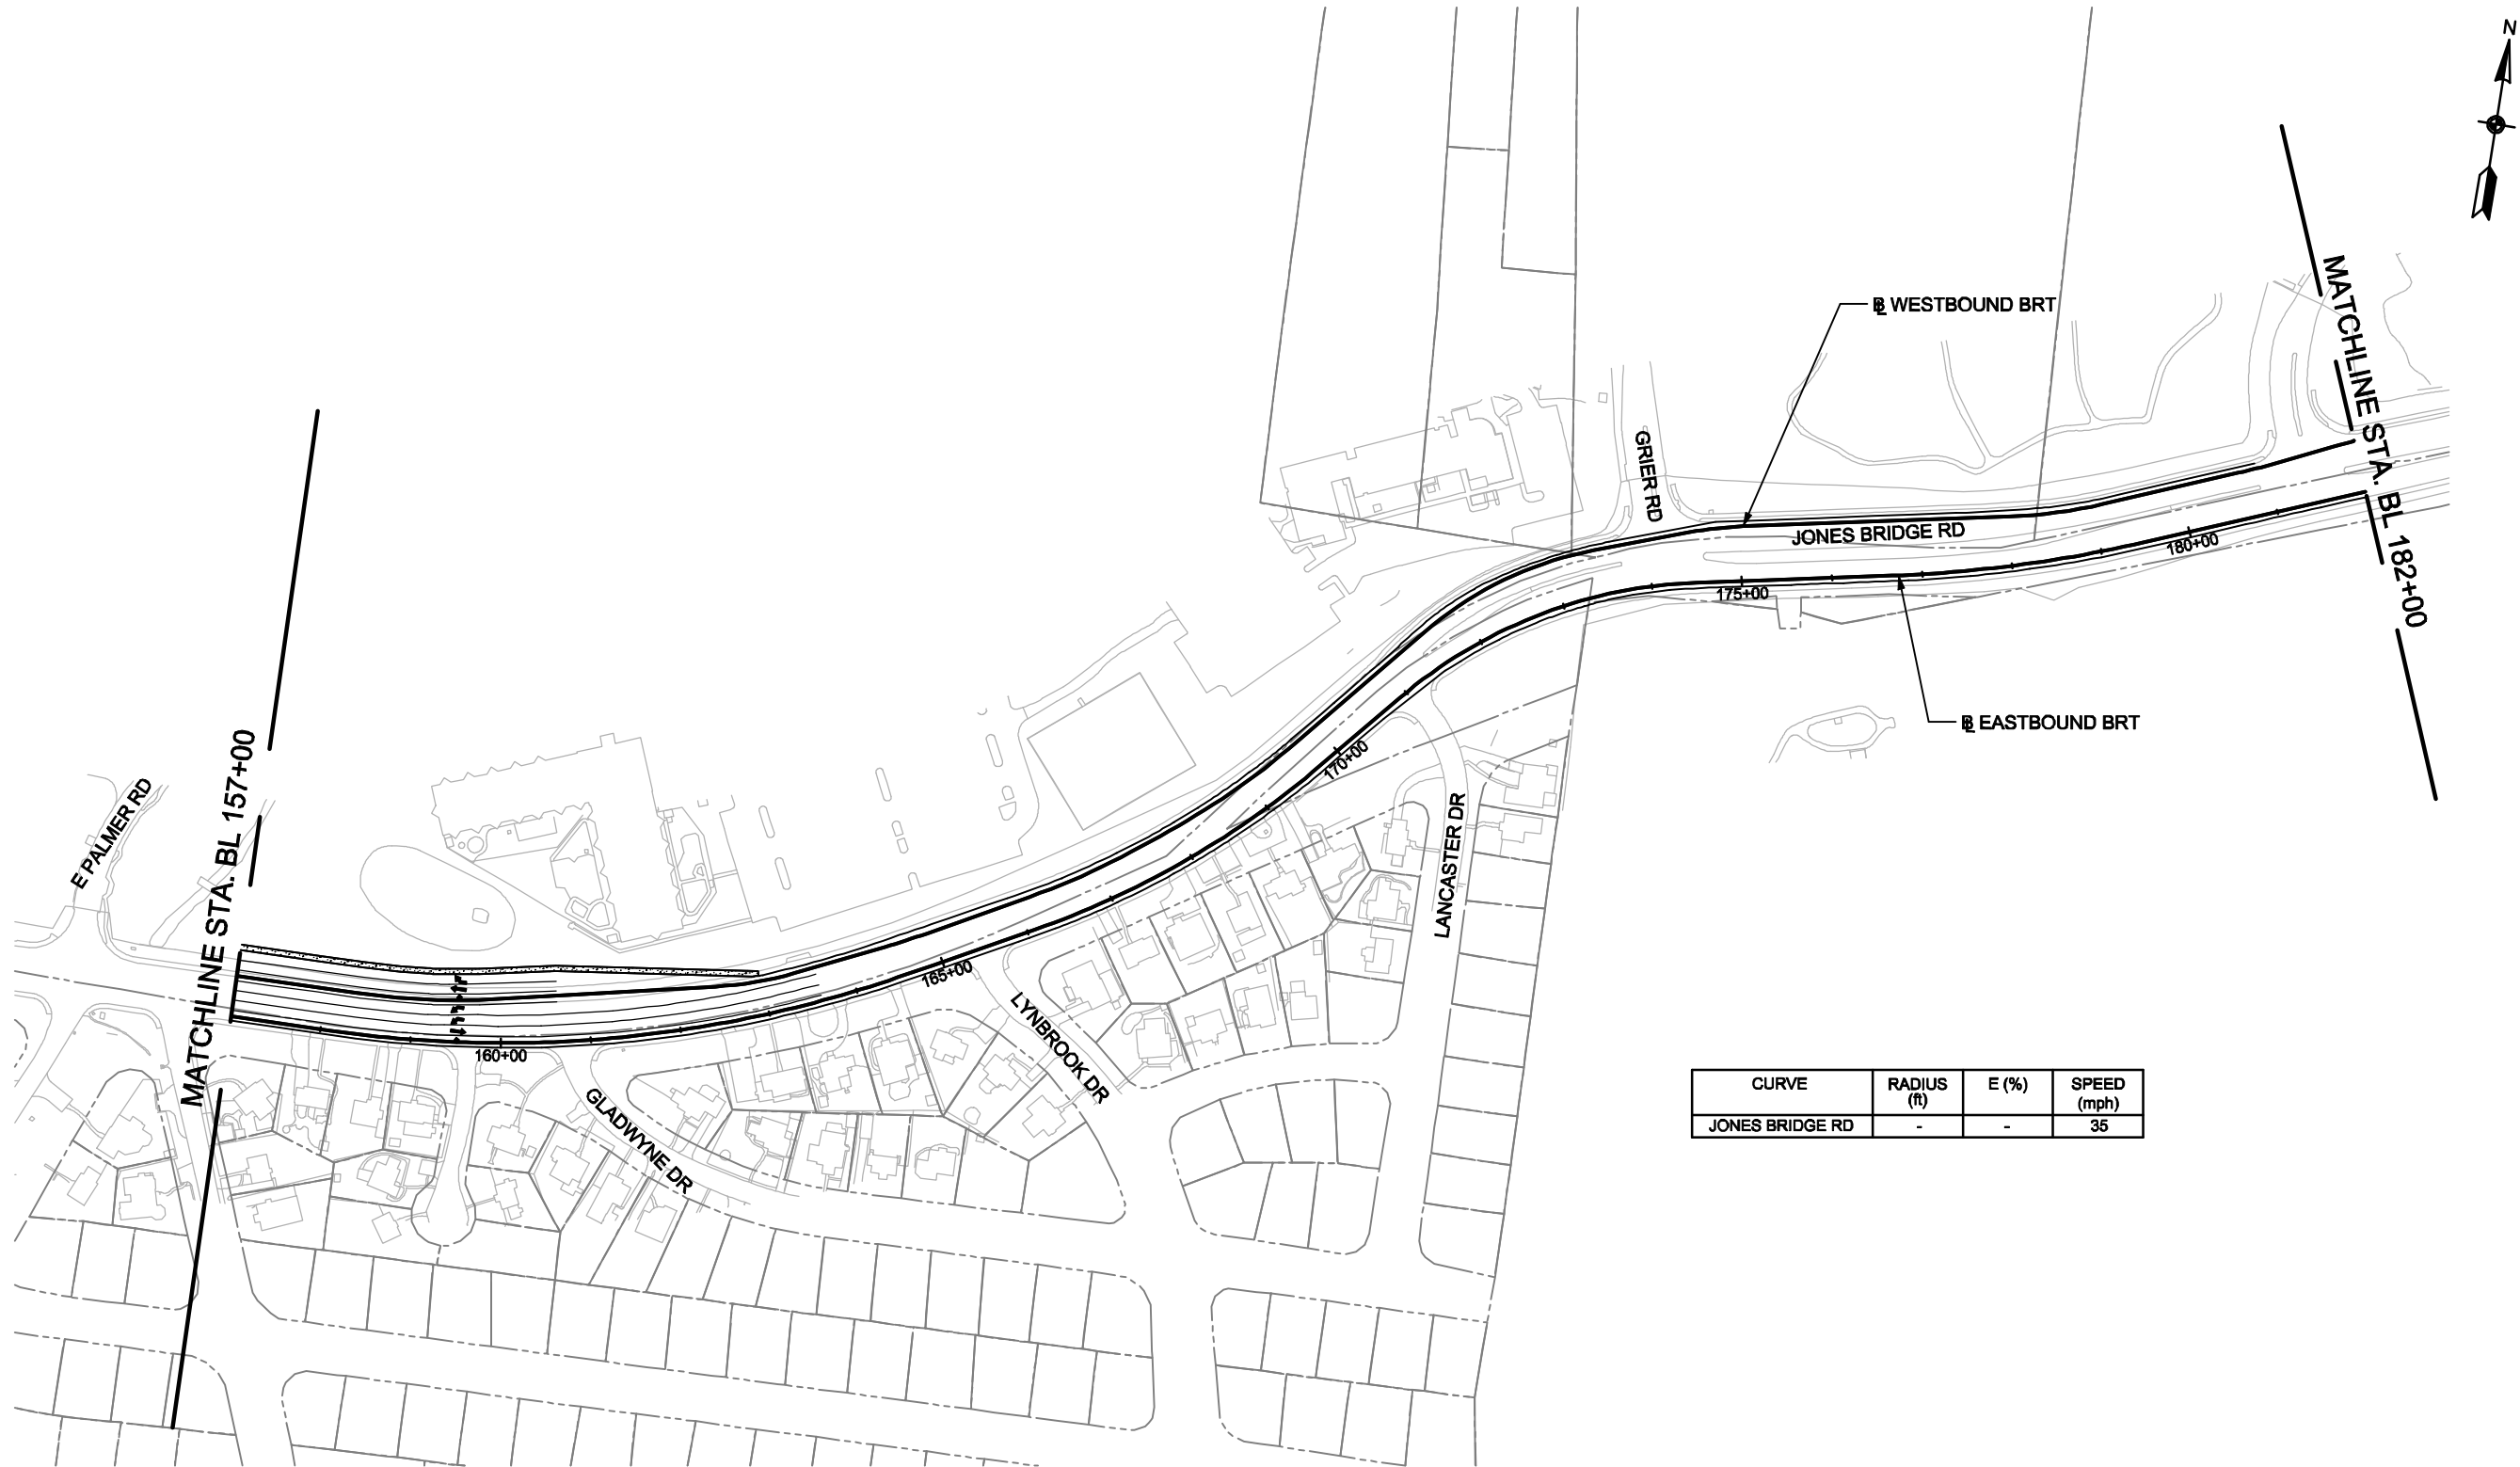 N
MATCHLINE STA. BL 182+00
℄ WESTBOUND BRT
GRIER RD
JONES BRIDGE RD
180+00
175+00
℄ EASTBOUND BRT
170+00
MATCHLINE STA. BL 157+00
E PALMER RD
LANCASTER DR
165+00
LYNBROOK DR
160+00
GLADWYNE DR
CURVE RADIUS (ft) E (%) SPEED (mph)
JONES BRIDGE RD - - 35